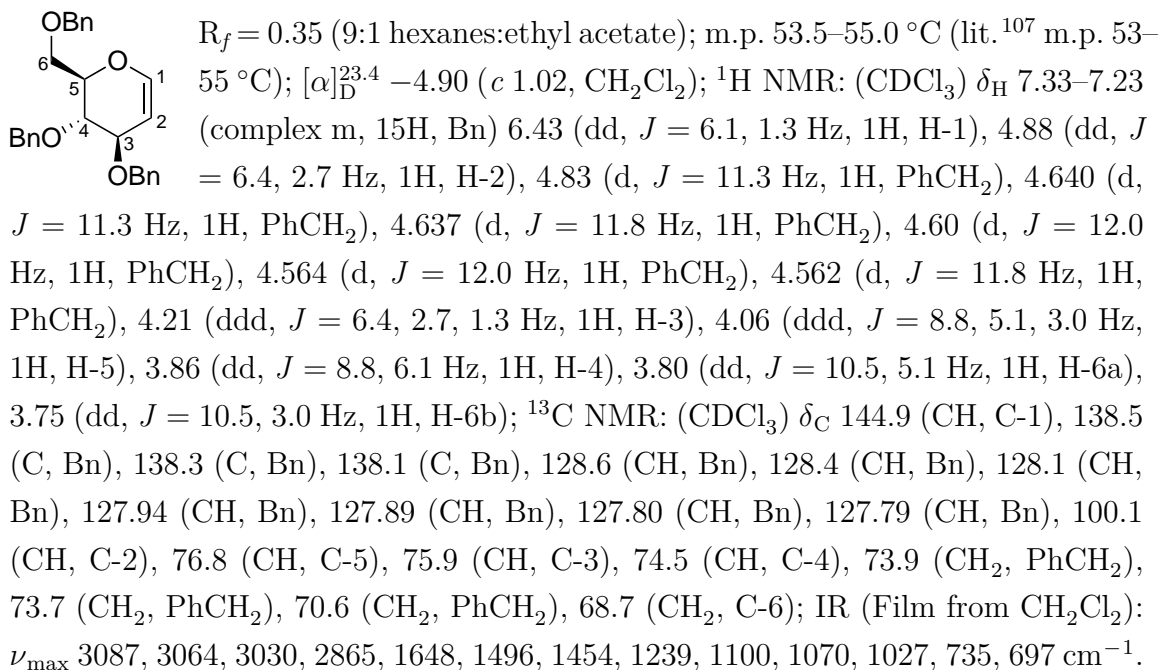 OBn
6
O
1
5
4
2
BnO
3
OBn
R𝑓 = 0.35 (9:1 hexanes:ethyl acetate); m.p. 53.5–55.0 °C (lit.¹⁰⁷ m.p. 53–
55 °C); [α]²³·⁴_D −4.90 (c 1.02, CH₂Cl₂); ¹H NMR: (CDCl₃) δ_H 7.33–7.23
(complex m, 15H, Bn) 6.43 (dd, J = 6.1, 1.3 Hz, 1H, H-1), 4.88 (dd, J
= 6.4, 2.7 Hz, 1H, H-2), 4.83 (d, J = 11.3 Hz, 1H, PhCH₂), 4.640 (d,
J = 11.3 Hz, 1H, PhCH₂), 4.637 (d, J = 11.8 Hz, 1H, PhCH₂), 4.60 (d, J = 12.0
Hz, 1H, PhCH₂), 4.564 (d, J = 12.0 Hz, 1H, PhCH₂), 4.562 (d, J = 11.8 Hz, 1H,
PhCH₂), 4.21 (ddd, J = 6.4, 2.7, 1.3 Hz, 1H, H-3), 4.06 (ddd, J = 8.8, 5.1, 3.0 Hz,
1H, H-5), 3.86 (dd, J = 8.8, 6.1 Hz, 1H, H-4), 3.80 (dd, J = 10.5, 5.1 Hz, 1H, H-6a),
3.75 (dd, J = 10.5, 3.0 Hz, 1H, H-6b); ¹³C NMR: (CDCl₃) δ_C 144.9 (CH, C-1), 138.5
(C, Bn), 138.3 (C, Bn), 138.1 (C, Bn), 128.6 (CH, Bn), 128.4 (CH, Bn), 128.1 (CH,
Bn), 127.94 (CH, Bn), 127.89 (CH, Bn), 127.80 (CH, Bn), 127.79 (CH, Bn), 100.1
(CH, C-2), 76.8 (CH, C-5), 75.9 (CH, C-3), 74.5 (CH, C-4), 73.9 (CH₂, PhCH₂),
73.7 (CH₂, PhCH₂), 70.6 (CH₂, PhCH₂), 68.7 (CH₂, C-6); IR (Film from CH₂Cl₂):
ν_max 3087, 3064, 3030, 2865, 1648, 1496, 1454, 1239, 1100, 1070, 1027, 735, 697 cm⁻¹.